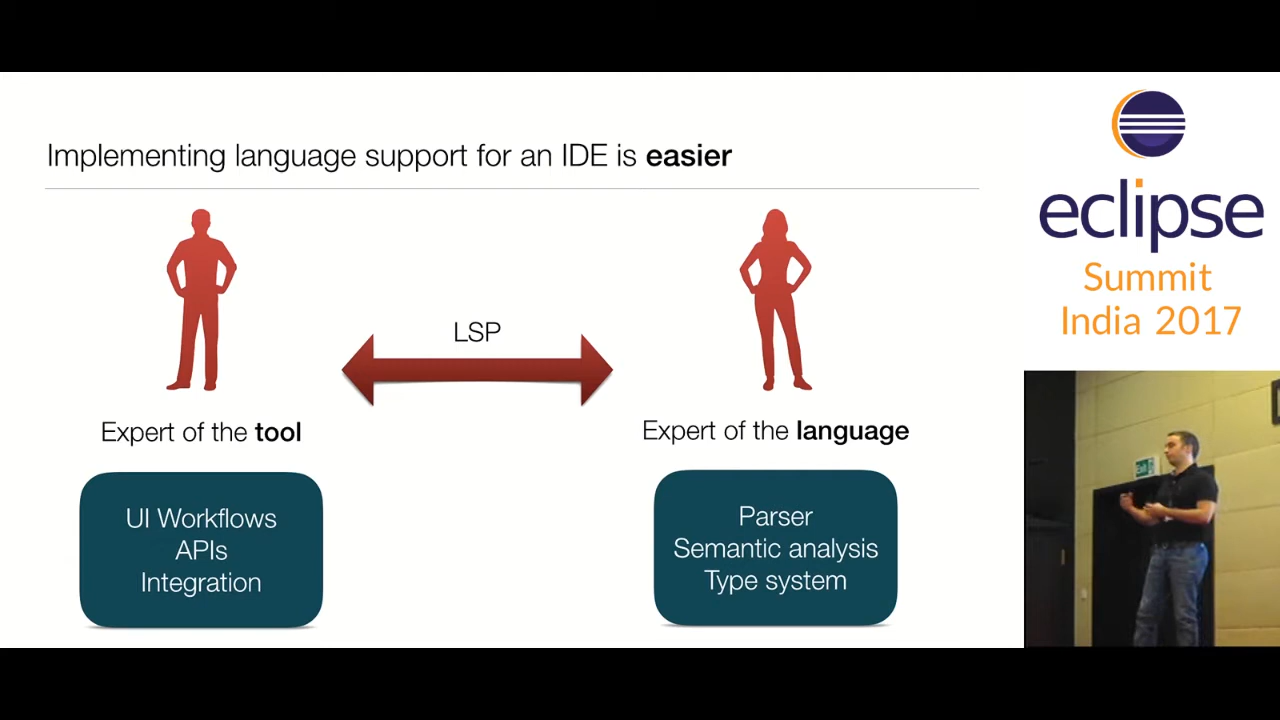 Implementing language support for an IDE is easier
LSP
Expert of the tool
Expert of the language
UI Workflows
APIs
Integration
Parser
Semantic analysis
Type system
eclipse
Summit
India 2017
Exit